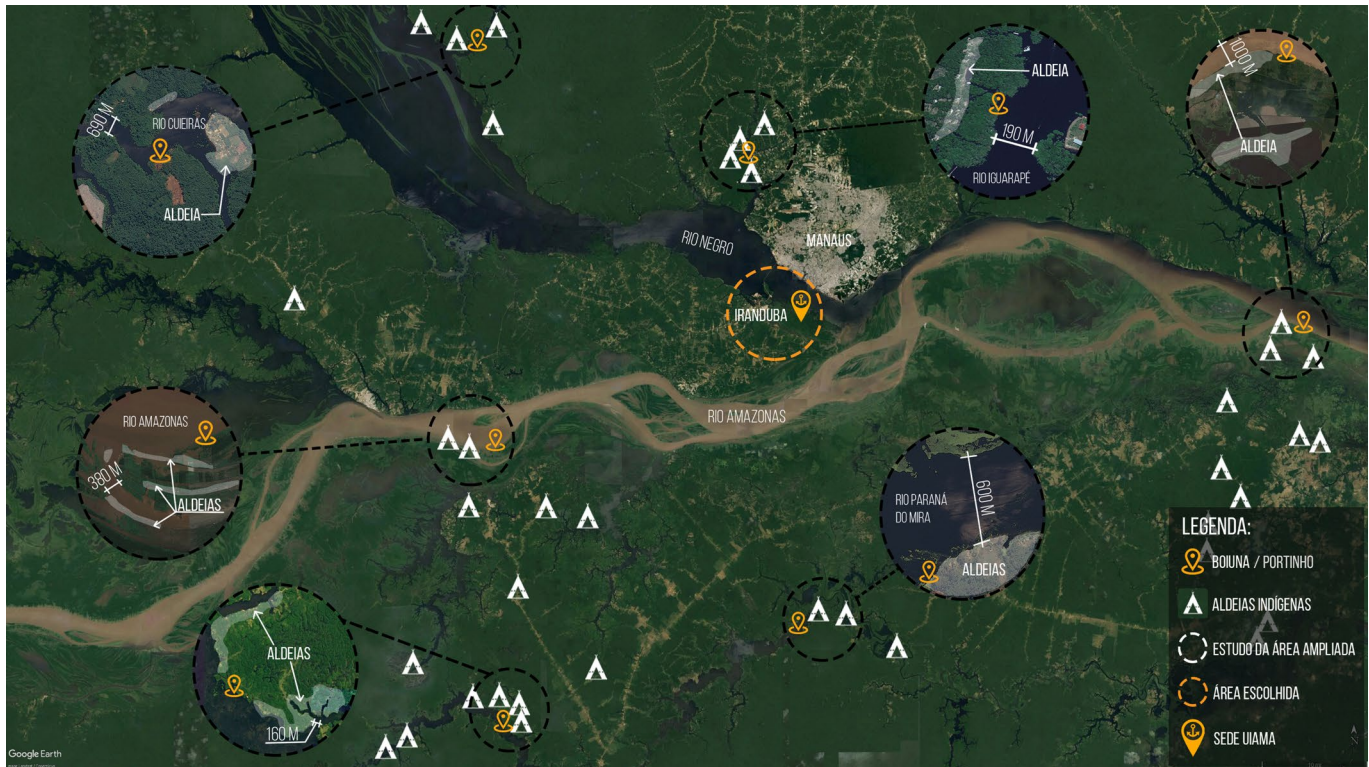 690 M
RIO CUIEIRAS
ALDEIA
ALDEIA
190 M
RIO IGUARAPÉ
1000 M
ALDEIA
RIO NEGRO
MANAUS
IRANDUBA
RIO AMAZONAS
RIO AMAZONAS
380 M
ALDEIAS
RIO PARANÁ
DO MIRA
600 M
ALDEIAS
ALDEIAS
160 M
LEGENDA:
BOIUNA / PORTINHO
ALDEIAS INDÍGENAS
ESTUDO DA ÁREA AMPLIADA
ÁREA ESCOLHIDA
SEDE UIAMA
Google Earth